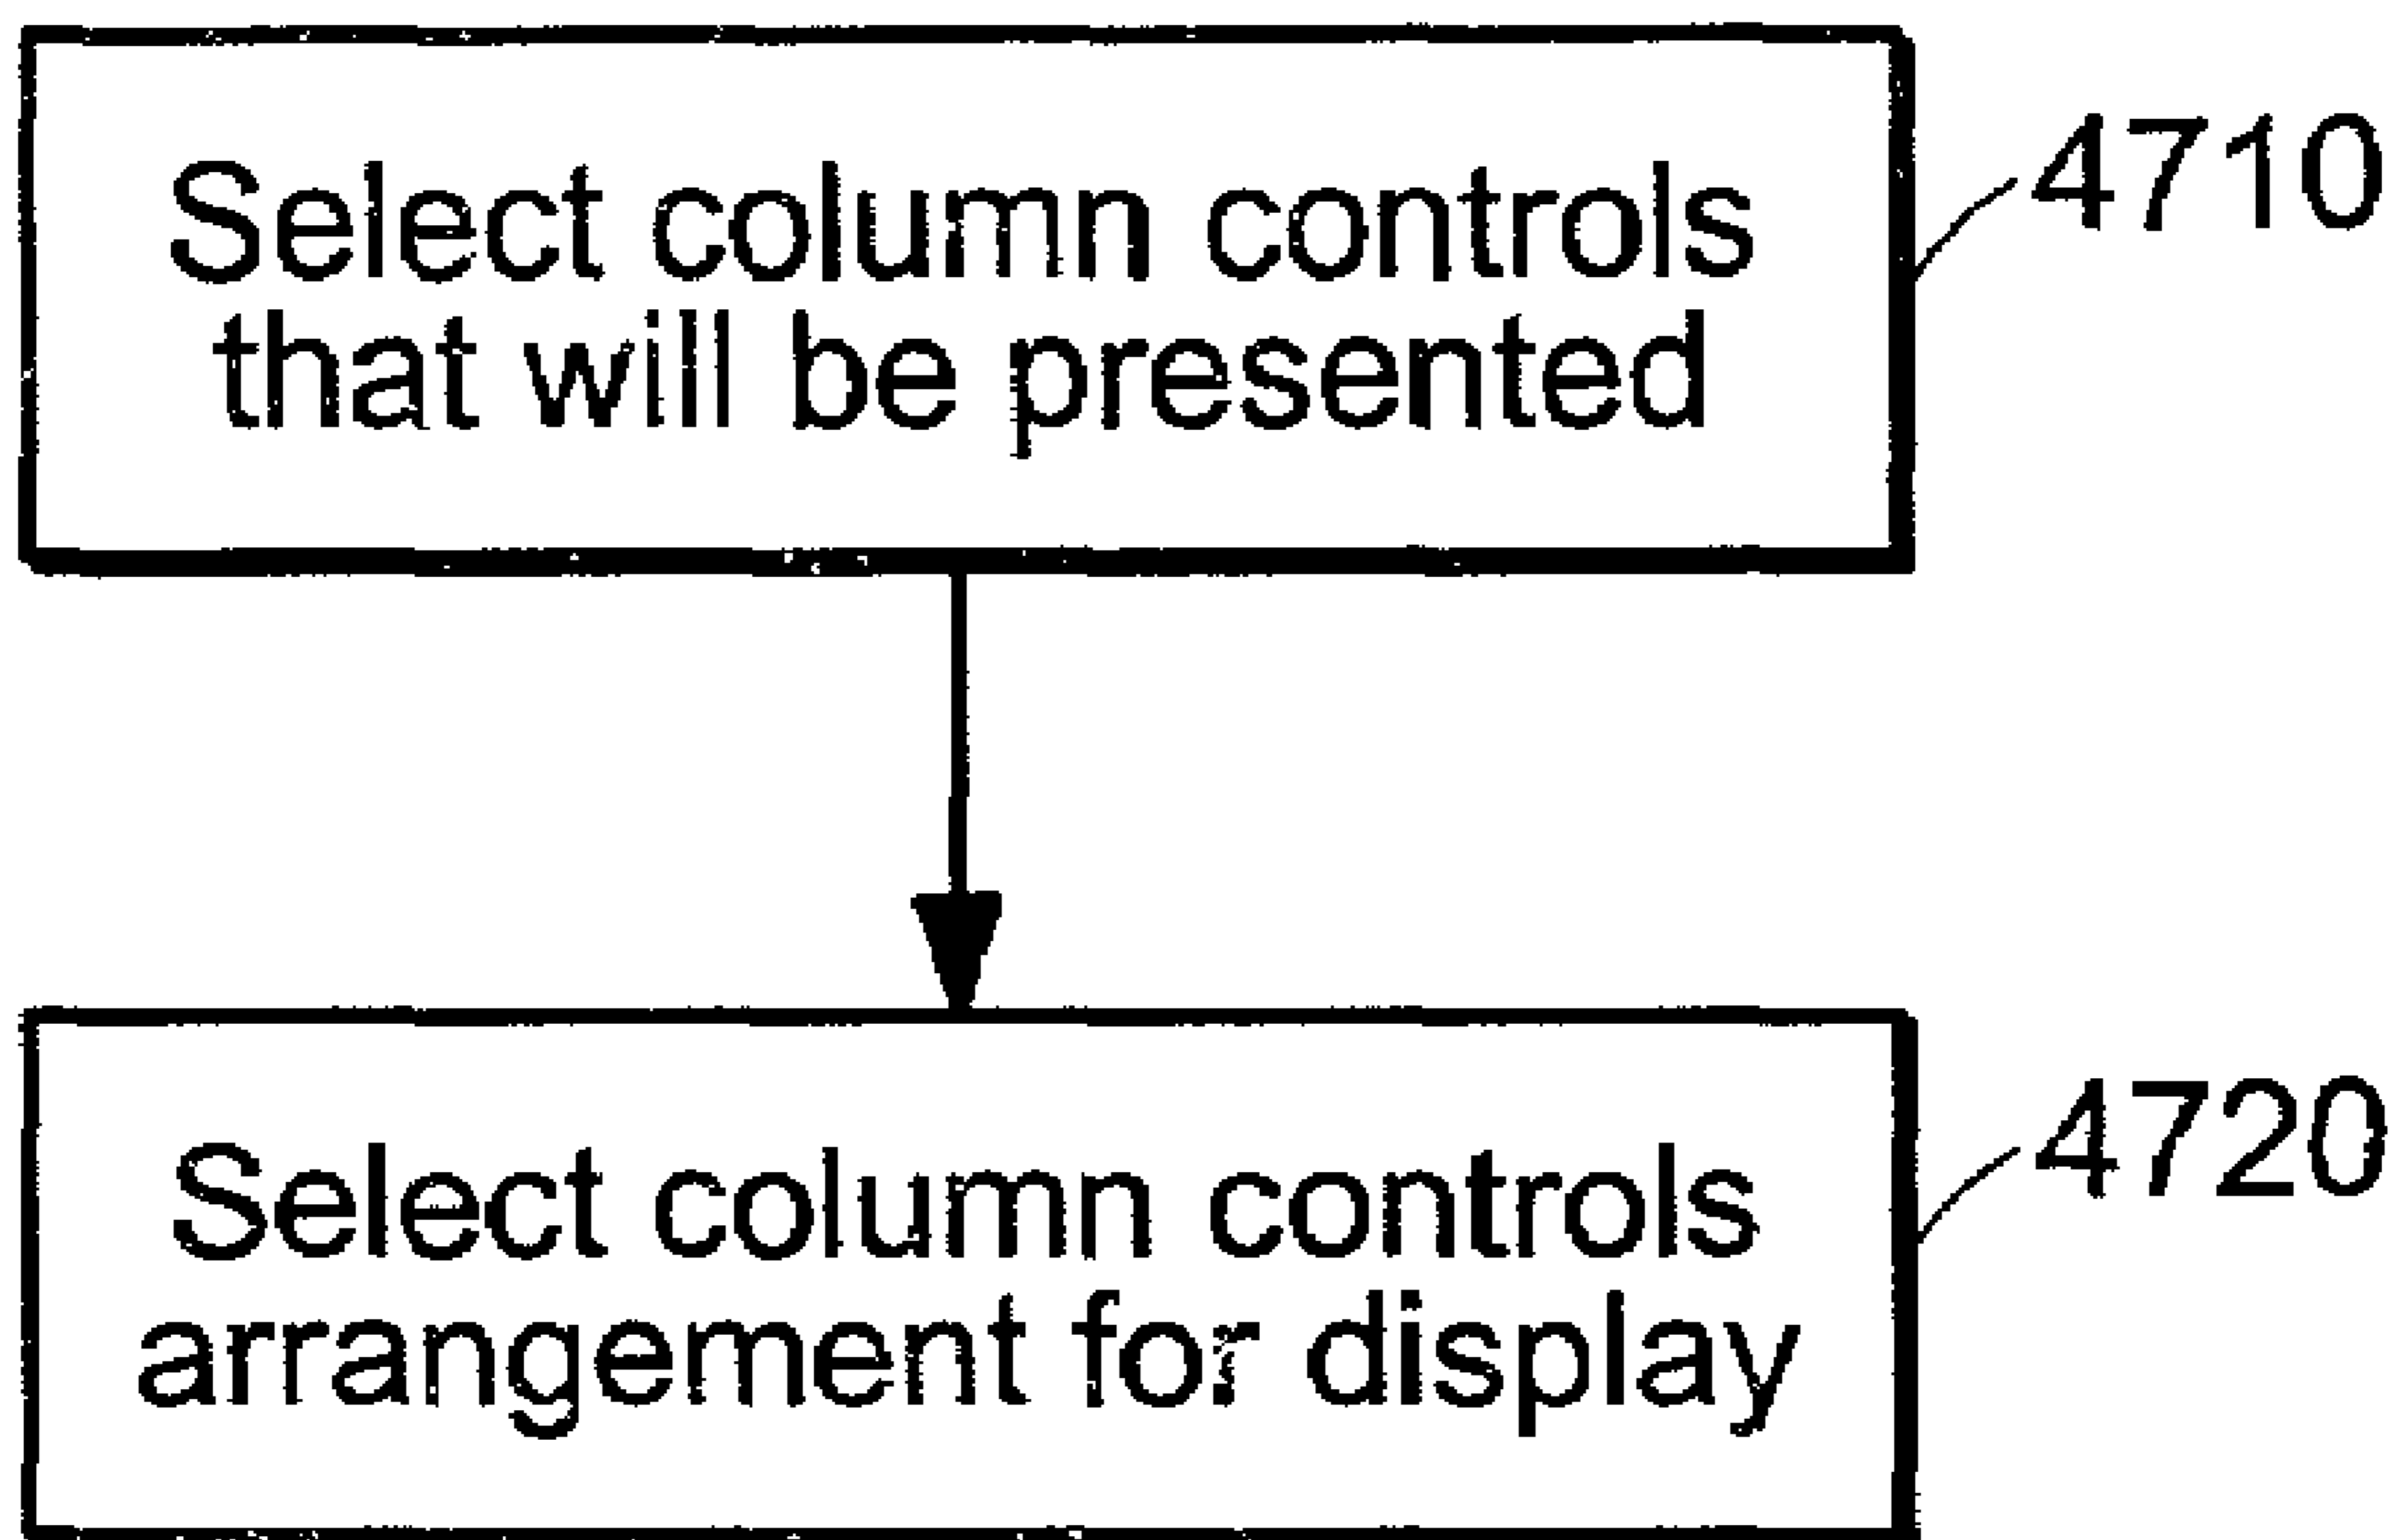 Select column controls
that will be presented
4710
Select column controls
arrangement for display
4720